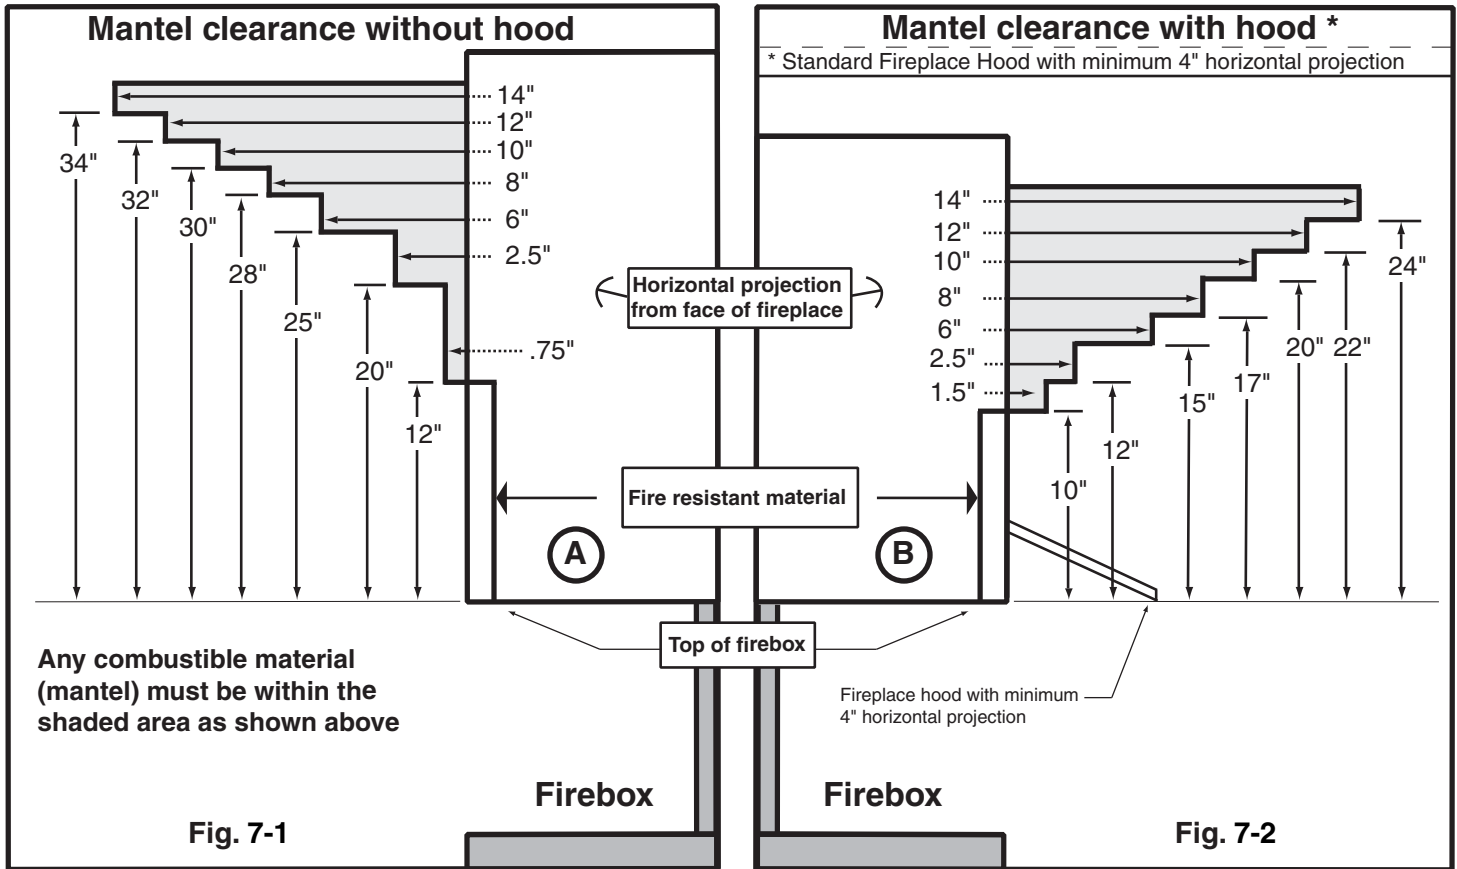 Mantel clearance without hood
14"
12"
10"
8"
6"
2.5"
.75"
34"
32"
30"
28"
25"
20"
12"
A
Any combustible material
(mantel) must be within the
shaded area as shown above
Firebox
Fig. 7-1
Horizontal projection
from face of fireplace
Fire resistant material
Top of firebox
Mantel clearance with hood *
* Standard Fireplace Hood with minimum 4" horizontal projection
14"
12"
10"
8"
6"
2.5"
1.5"
10"
12"
15"
17"
20"
22"
24"
B
Fireplace hood with minimum
4" horizontal projection
Firebox
Fig. 7-2